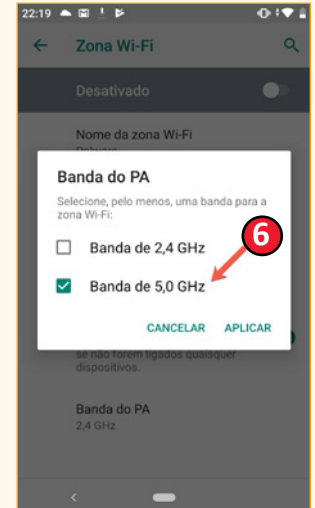 22:19
Zona Wi-Fi
Desativado
Nome da zona Wi-Fi
Banda do PA
Selecione, pelo menos, uma banda para a
zona Wi-Fi:
6
Banda de 2,4 GHz
Banda de 5,0 GHz
CANCELAR APLICAR
se não forem ligados quaisquer
dispositivos.
Banda do PA
2,4 GHz